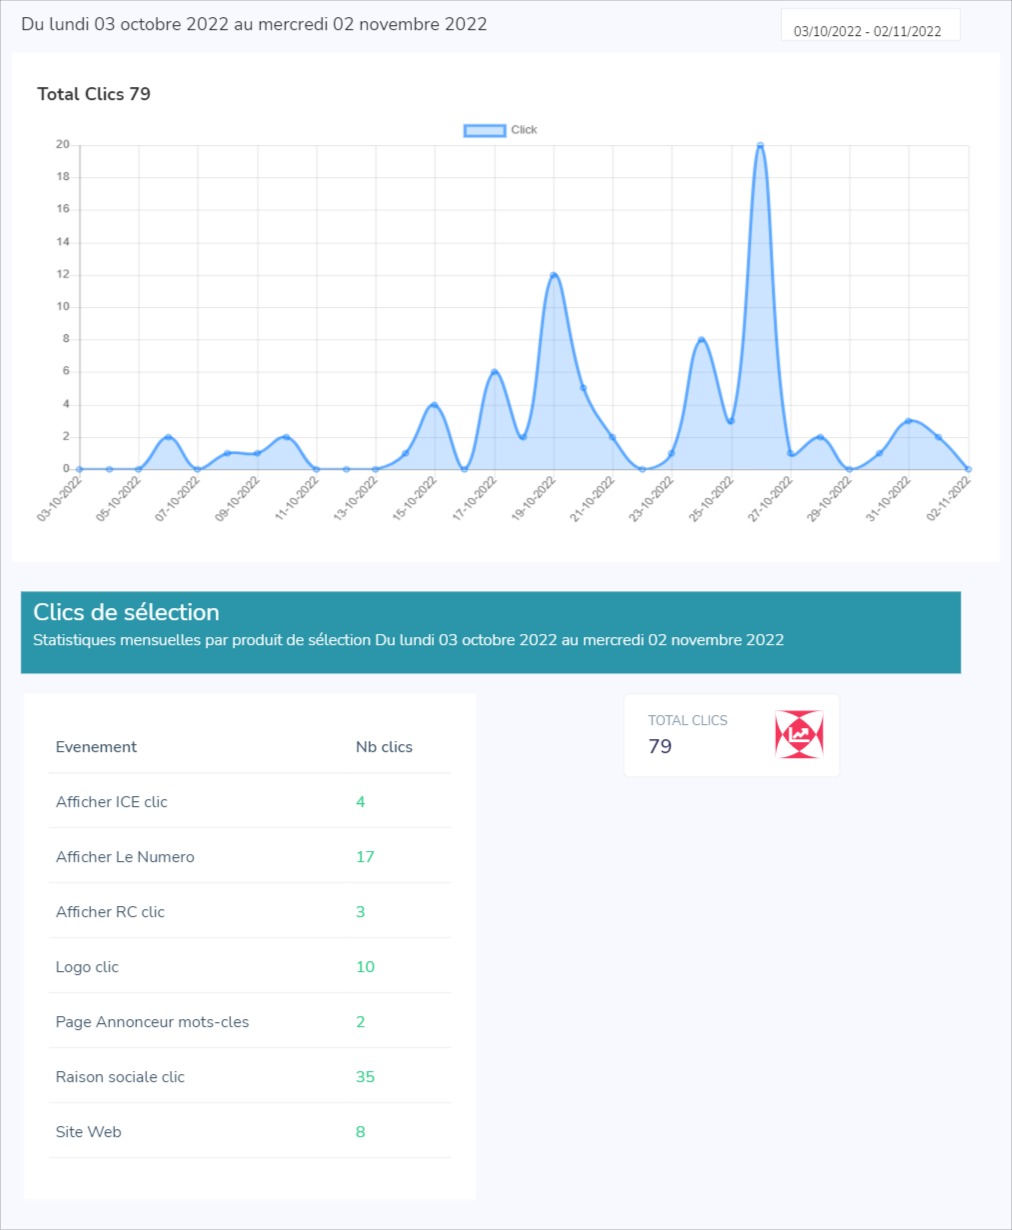 Du lundi 03 octobre 2022 au mercredi 02 novembre 2022
03/10/2022 - 02/11/2022
Total Clics 79
Click
20
18
16
14
12
10
8
6
4
2
0
03-10-2022
05-10-2022
07-10-2022
09-10-2022
11-10-2022
13-10-2022
15-10-2022
17-10-2022
19-10-2022
21-10-2022
23-10-2022
25-10-2022
27-10-2022
29-10-2022
31-10-2022
02-11-2022
Clics de sélection
Statistiques mensuelles par produit de sélection Du lundi 03 octobre 2022 au mercredi 02 novembre 2022
TOTAL CLICS
79
Evenement Nb clics
Afficher ICE clic 4
Afficher Le Numero 17
Afficher RC clic 3
Logo clic 10
Page Annonceur mots-cles 2
Raison sociale clic 35
Site Web 8